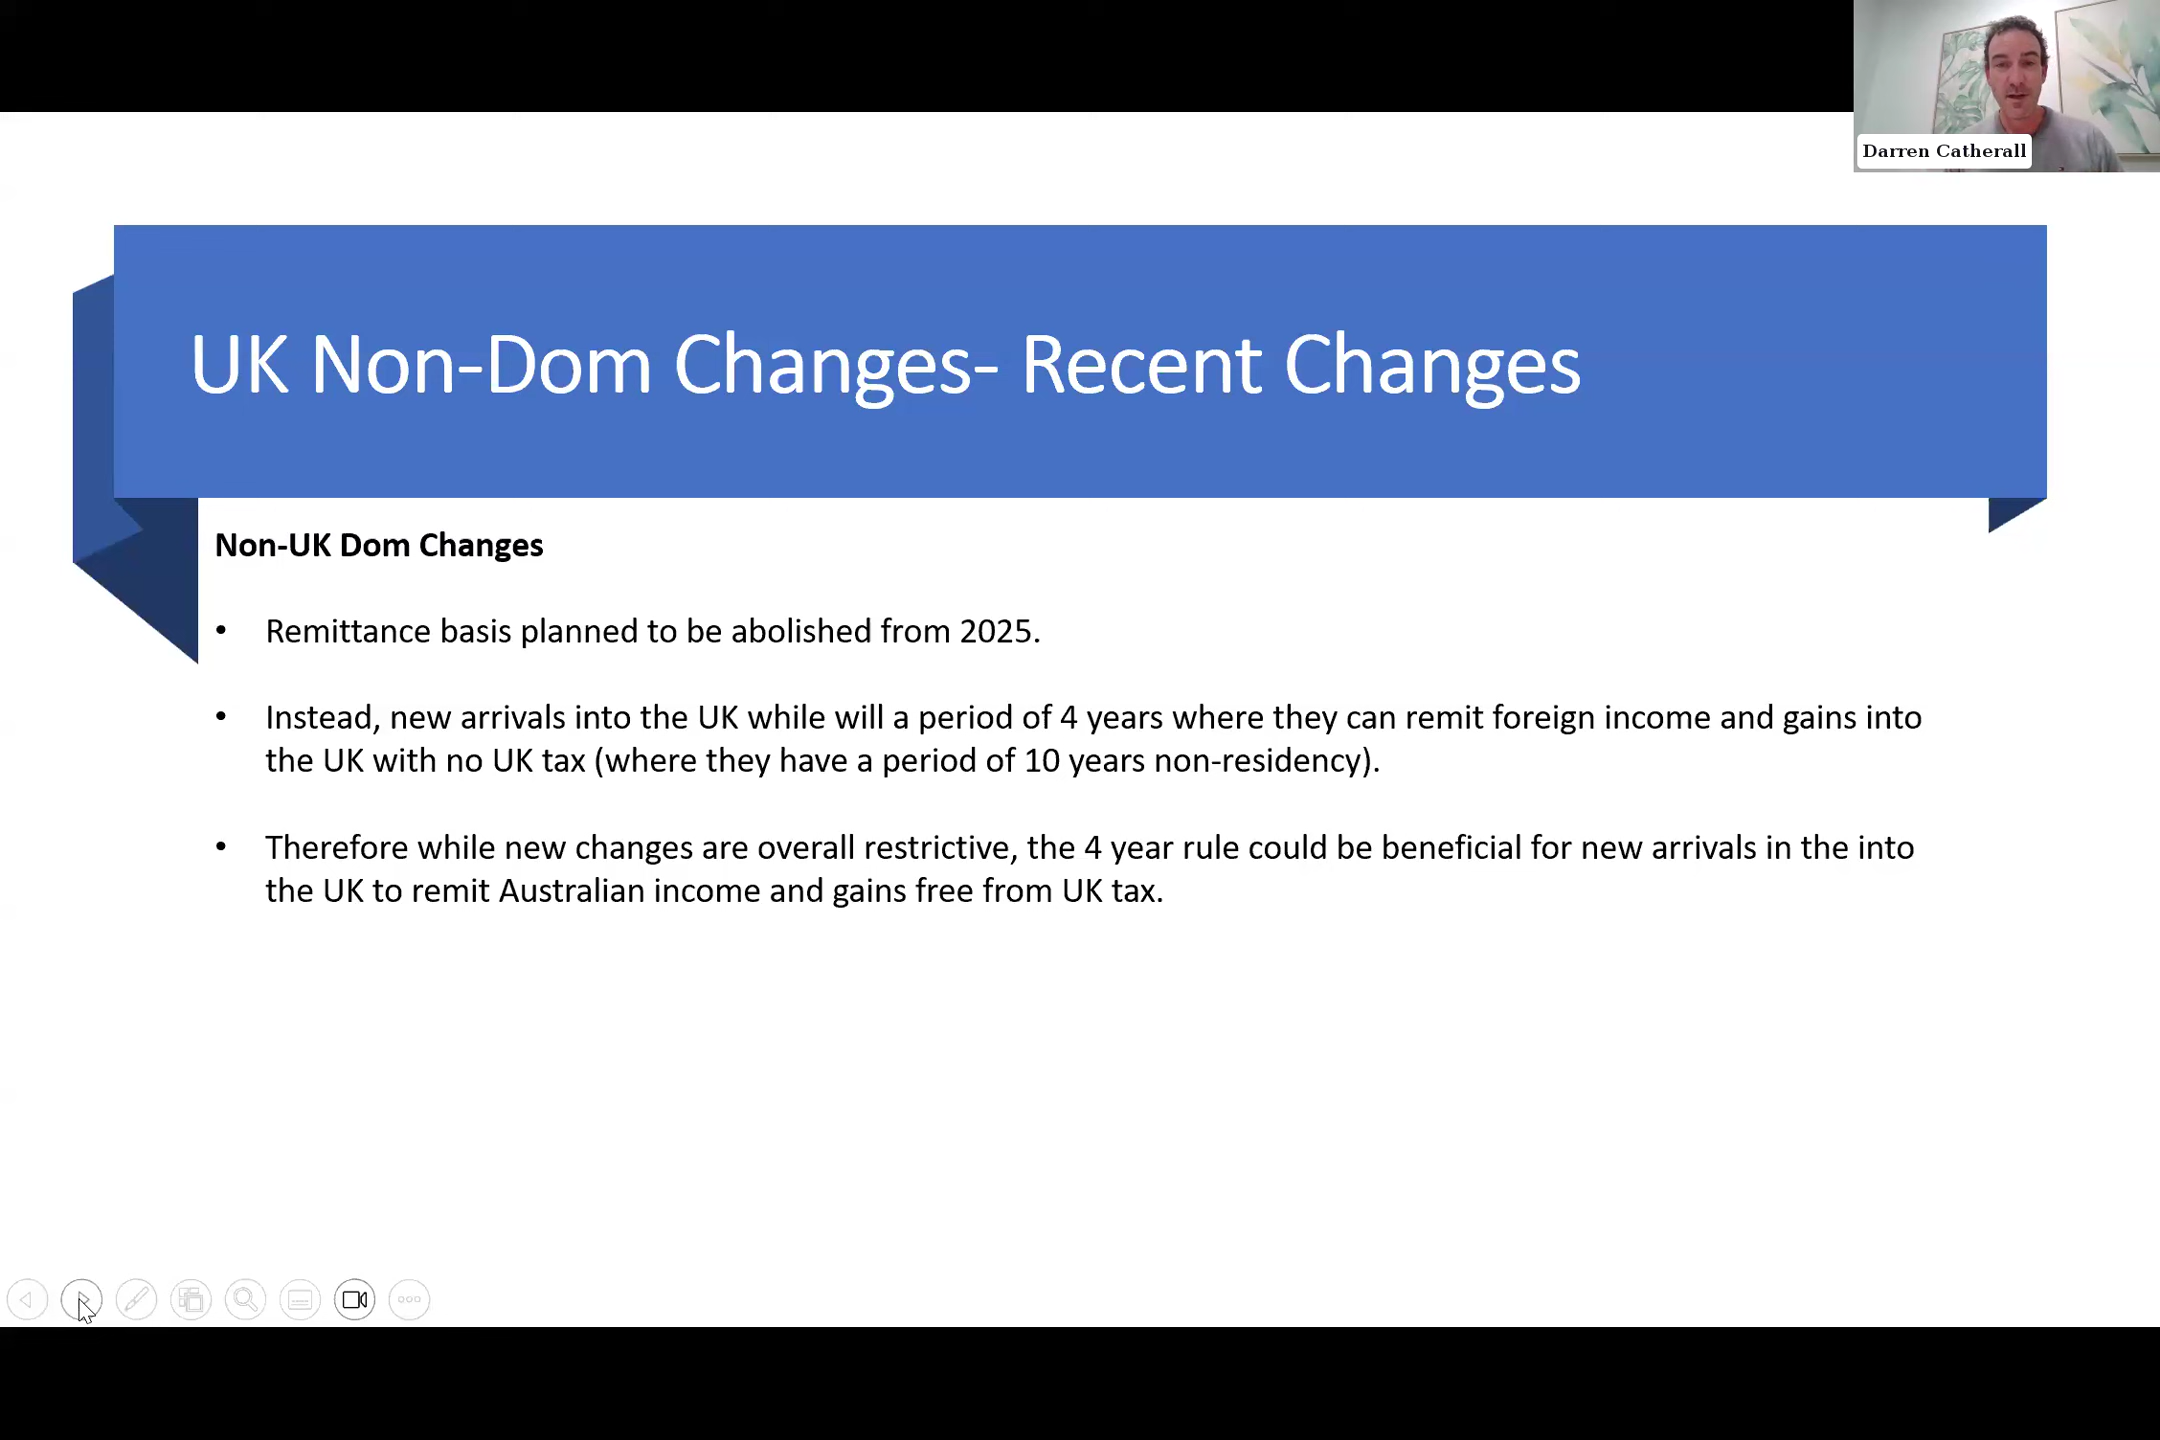 Darren Catherall
UK Non-Dom Changes- Recent Changes
Non-UK Dom Changes
• Remittance basis planned to be abolished from 2025.
• Instead, new arrivals into the UK while will a period of 4 years where they can remit foreign income and gains into
the UK with no UK tax (where they have a period of 10 years non-residency).
• Therefore while new changes are overall restrictive, the 4 year rule could be beneficial for new arrivals in the into
the UK to remit Australian income and gains free from UK tax.